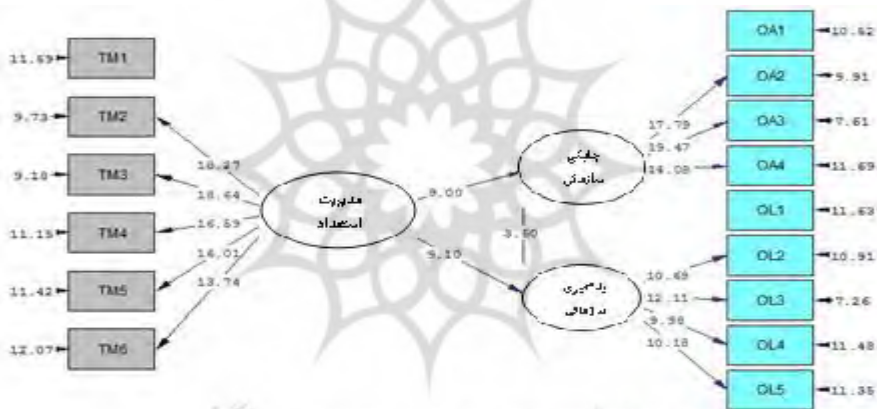 11.69 TM1
9.73 TM2
9.18 TM3
11.15 TM4
11.42 TM5
12.07 TM6
18.27
18.64
16.59
16.01
13.74
مدیریت
استعداد
9.00
9.10
3.50
چابکی
سازمانی
یادگیری
سازمانی
17.79
19.47
14.08
10.69
12.11
9.98
10.18
OA1 10.52
OA2 9.91
OA3 7.61
OA4 11.69
OL1 11.63
OL2 10.91
OL3 7.26
OL4 11.48
OL5 11.35